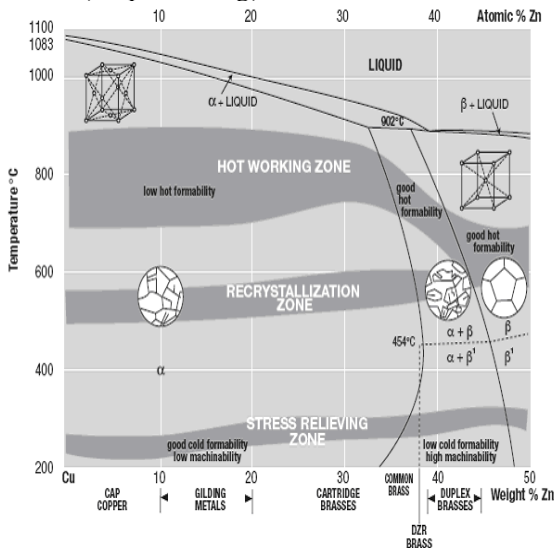 10 20 30 40 Atomic % Zn
1100
1083
1000
800
600
400
200
Temperature °C
LIQUID
α + LIQUID
β + LIQUID
902°C
HOT WORKING ZONE
low hot formability
good
hot
formability
good hot
formability
RECRYSTALLIZATION
ZONE
α + β
β
454°C
α + β¹
β¹
α
STRESS RELIEVING
ZONE
good cold formability
low machinability
low cold formability
high machinability
Cu 10 20 30 40 50
Weight % Zn
CAP
COPPER
GILDING
METALS
CARTRIDGE
BRASSES
COMMON
BRASS
DUPLEX
BRASSES
DZR
BRASS